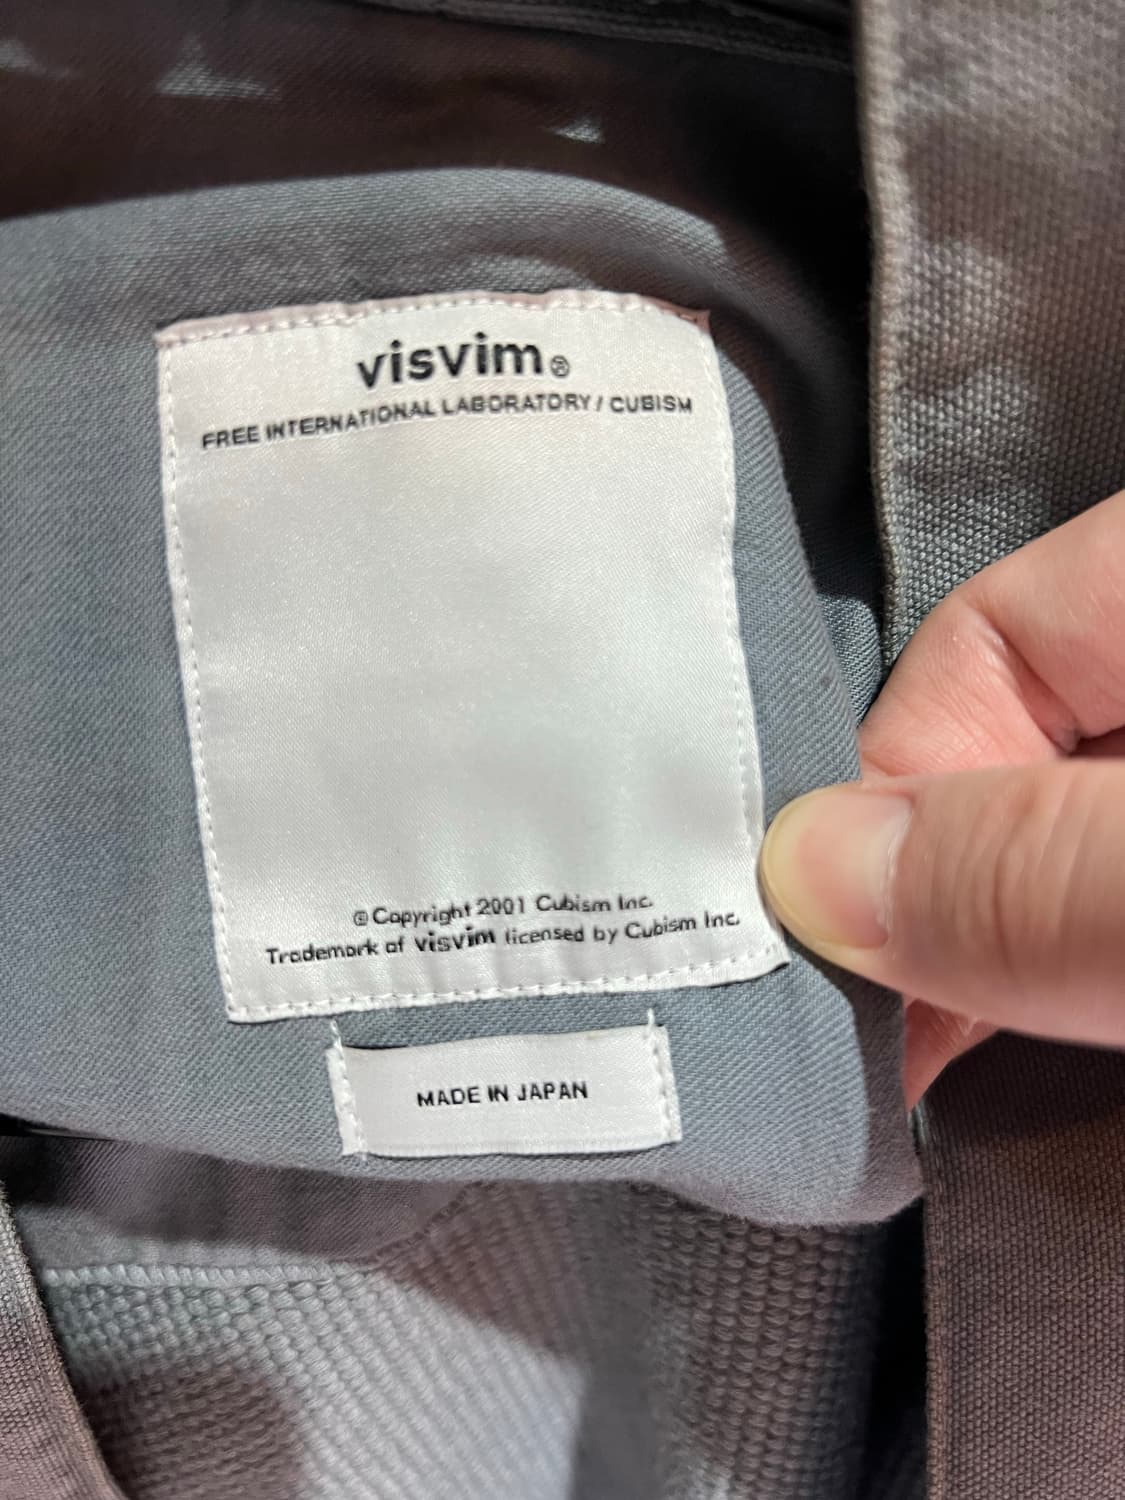 visvim®
FREE INTERNATIONAL LABORATORY / CUBISM
© Copyright 2001 Cubism Inc.
Trademark of visvim licensed by Cubism Inc.
MADE IN JAPAN